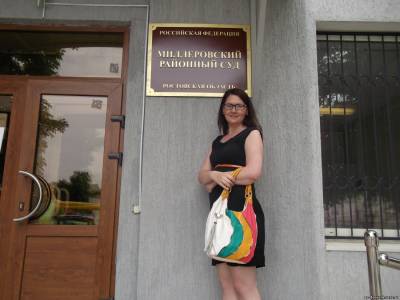 РОССИЙСКАЯ ФЕДЕРАЦИЯ
МИЛЛЕРОВСКИЙ
РАЙОННЫЙ СУД
РОСТОВСКАЯ ОБЛАСТЬ